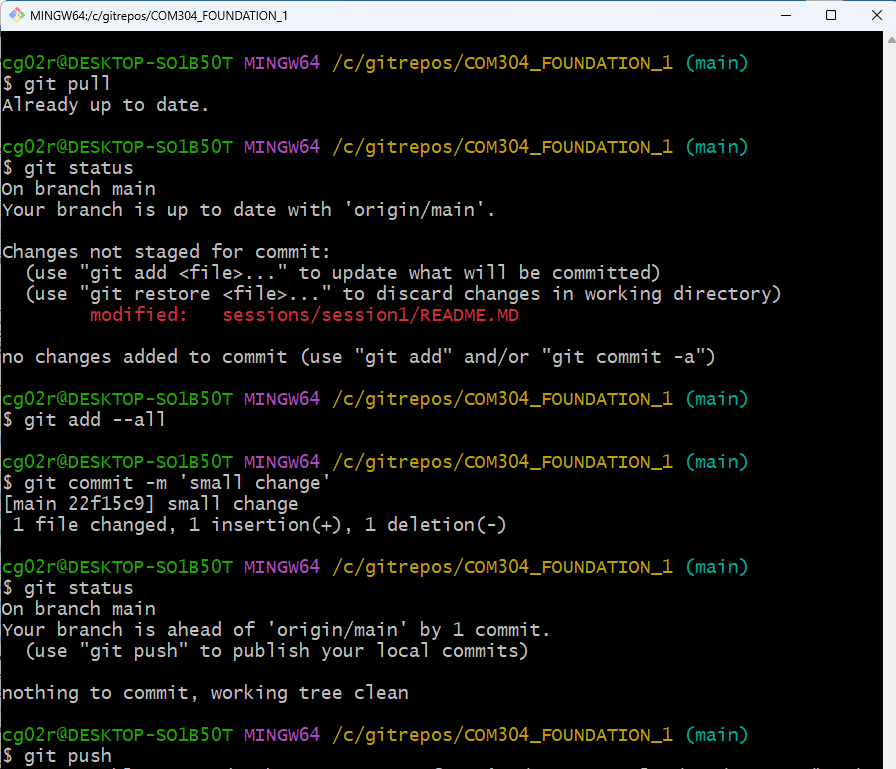 MINGW64:/c/gitrepos/COM304_FOUNDATION_1
cg02r@DESKTOP-SO1B5OT MINGW64 /c/gitrepos/COM304_FOUNDATION_1 (main)
$ git pull
Already up to date.
cg02r@DESKTOP-SO1B5OT MINGW64 /c/gitrepos/COM304_FOUNDATION_1 (main)
$ git status
On branch main
Your branch is up to date with 'origin/main'.
Changes not staged for commit:
  (use "git add <file>..." to update what will be committed)
  (use "git restore <file>..." to discard changes in working directory)
        modified:   sessions/session1/README.MD
no changes added to commit (use "git add" and/or "git commit -a")
cg02r@DESKTOP-SO1B5OT MINGW64 /c/gitrepos/COM304_FOUNDATION_1 (main)
$ git add --all
cg02r@DESKTOP-SO1B5OT MINGW64 /c/gitrepos/COM304_FOUNDATION_1 (main)
$ git commit -m 'small change'
[main 22f15c9] small change
 1 file changed, 1 insertion(+), 1 deletion(-)
cg02r@DESKTOP-SO1B5OT MINGW64 /c/gitrepos/COM304_FOUNDATION_1 (main)
$ git status
On branch main
Your branch is ahead of 'origin/main' by 1 commit.
  (use "git push" to publish your local commits)
nothing to commit, working tree clean
cg02r@DESKTOP-SO1B5OT MINGW64 /c/gitrepos/COM304_FOUNDATION_1 (main)
$ git push